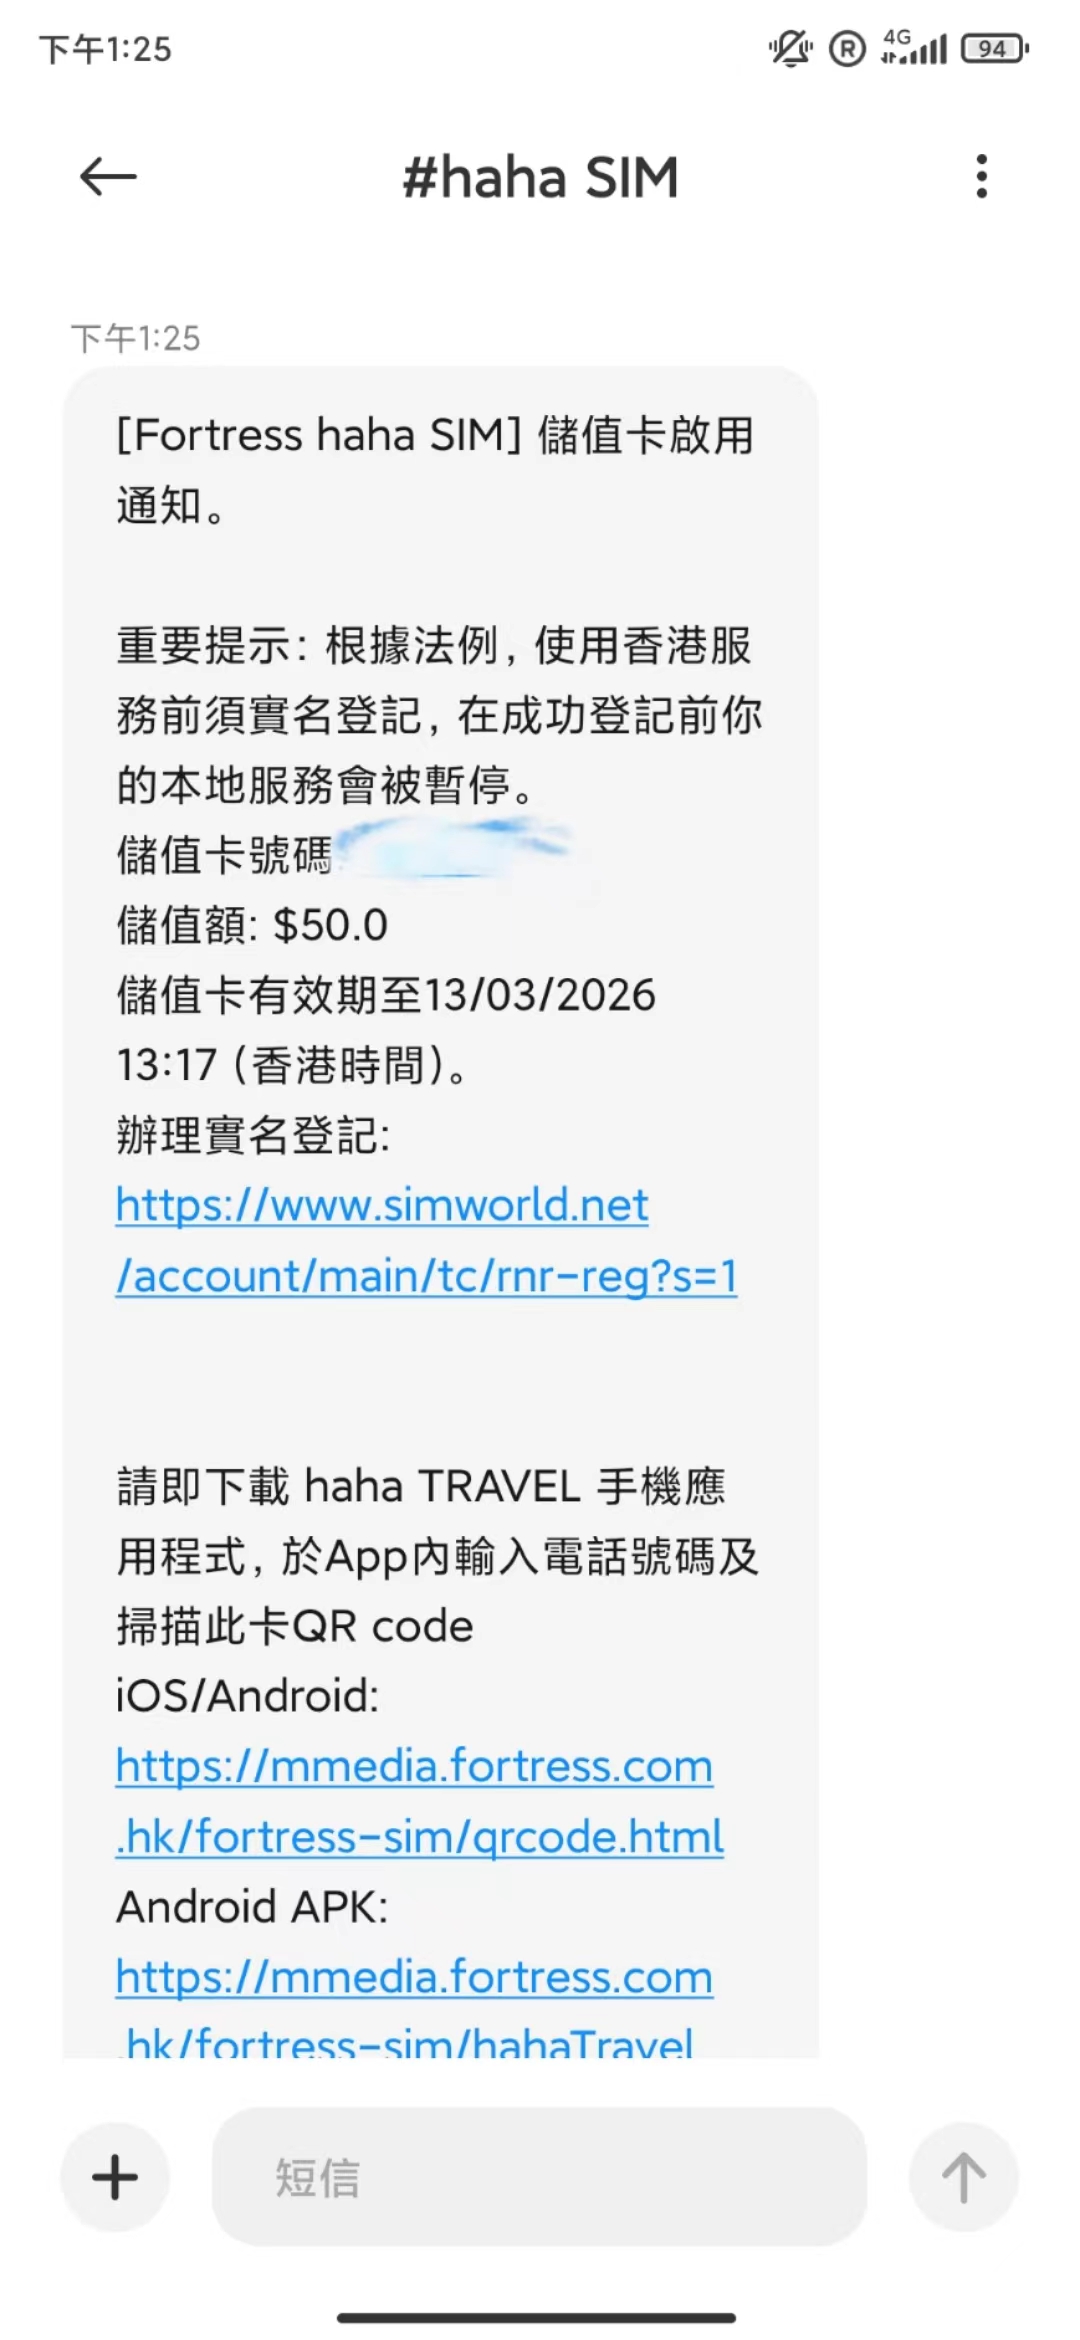 下午1:25
4G
94
#haha SIM
下午1:25
[Fortress haha SIM] 儲值卡啟用
通知。
重要提示: 根據法例, 使用香港服
務前須實名登記, 在成功登記前你
的本地服務會被暫停。
儲值卡號碼
儲值額: $50.0
儲值卡有效期至13/03/2026
13:17 (香港時間)。
辦理實名登記:
https://www.simworld.net
/account/main/tc/rnr-reg?s=1
請即下載 haha TRAVEL 手機應
用程式, 於App內輸入電話號碼及
掃描此卡QR code
iOS/Android:
https://mmedia.fortress.com
.hk/fortress-sim/qrcode.html
Android APK:
https://mmedia.fortress.com
.hk/fortress-sim/hahaTravel
短信